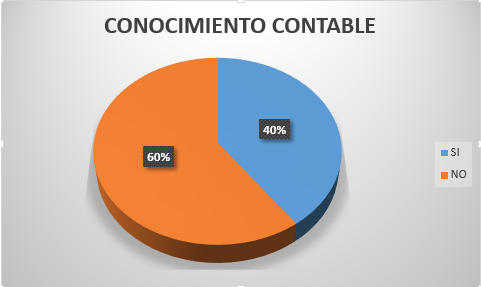 CONOCIMIENTO CONTABLE
40%
60%
SI
NO